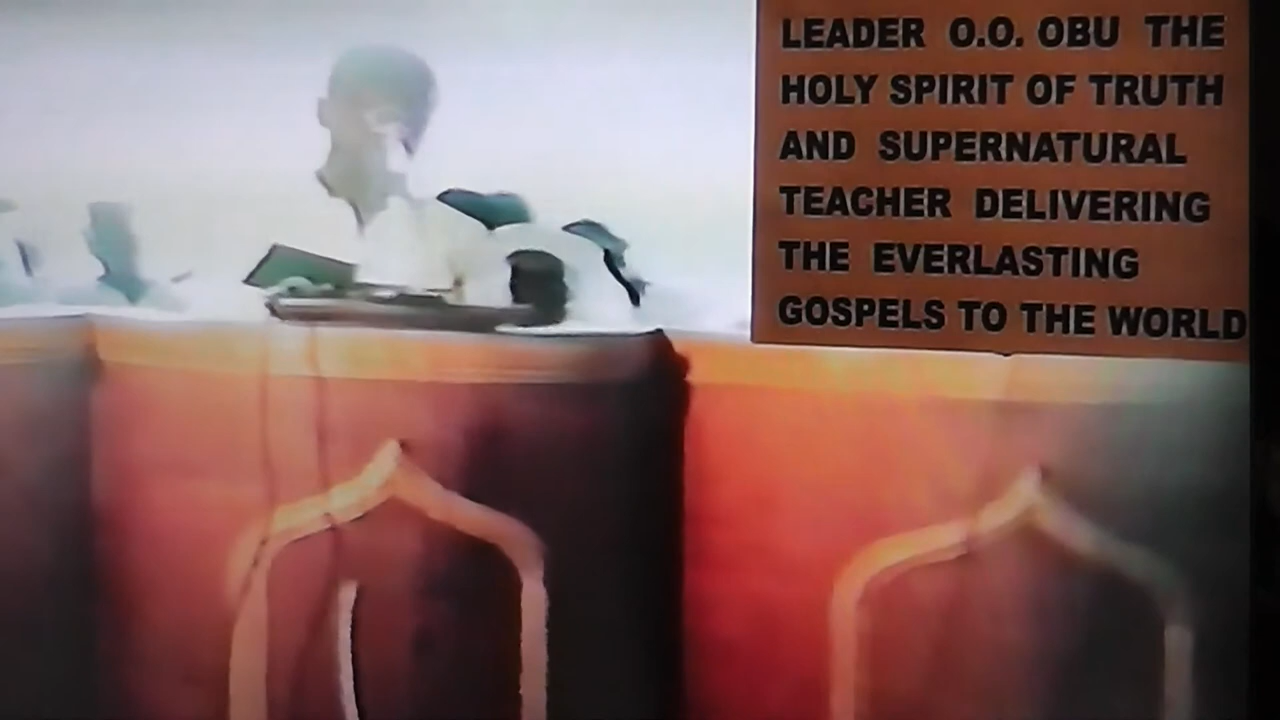 LEADER O.O. OBU THE
HOLY SPIRIT OF TRUTH
AND SUPERNATURAL
TEACHER DELIVERING
THE EVERLASTING
GOSPELS TO THE WORLD